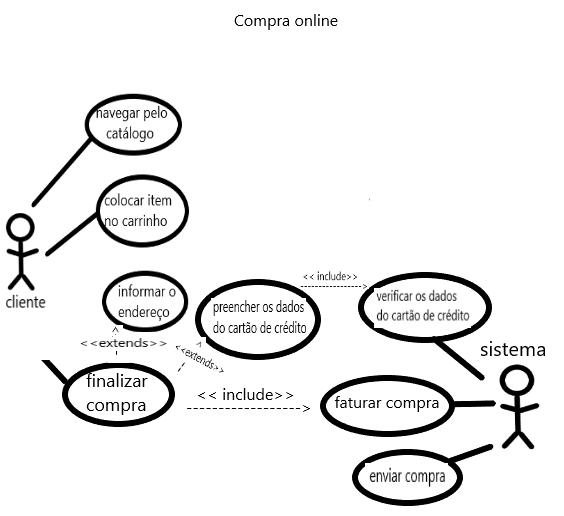 Compra online
navegar pelo
catálogo
colocar item
no carrinho
cliente
informar o
endereço
preencher os dados
do cartão de crédito
<< include>>
verificar os dados
do cartão de crédito
<<extends>>
<<extends>>
sistema
finalizar
compra
<< include>>
faturar compra
enviar compra